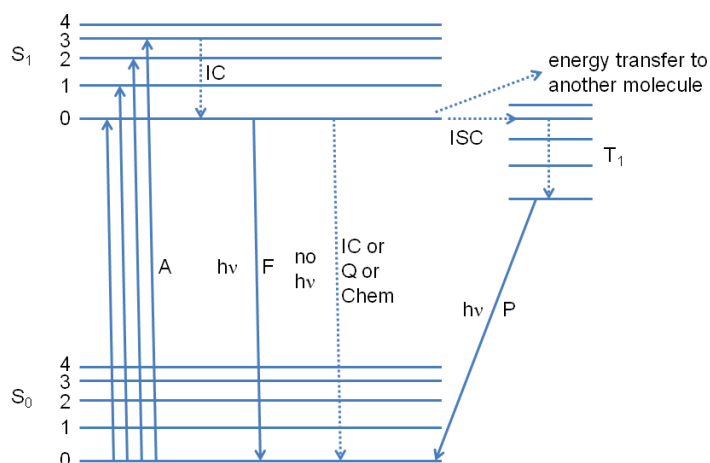 4
3
S1
2
IC
1
0
energy transfer to
another molecule
ISC
T1
A
hν
F
no
hν
IC or
Q or
Chem
hν
P
4
3
S0
2
1
0